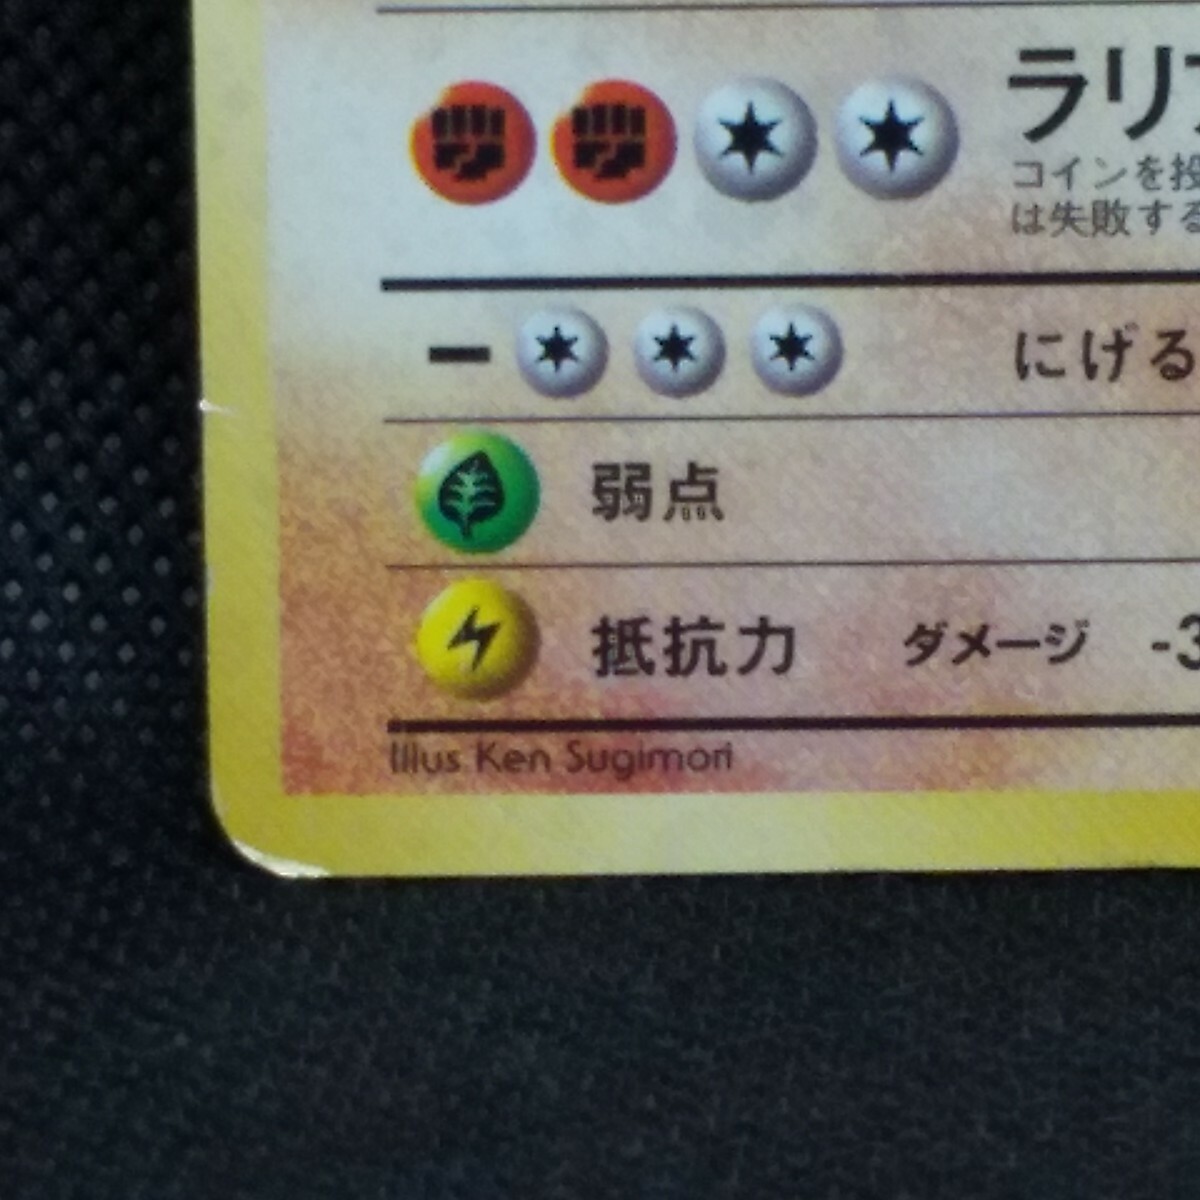 ラリ
コインを投
は失敗する
にげる
弱点
抵抗力 ダメージ -3
Illus Ken Sugimori